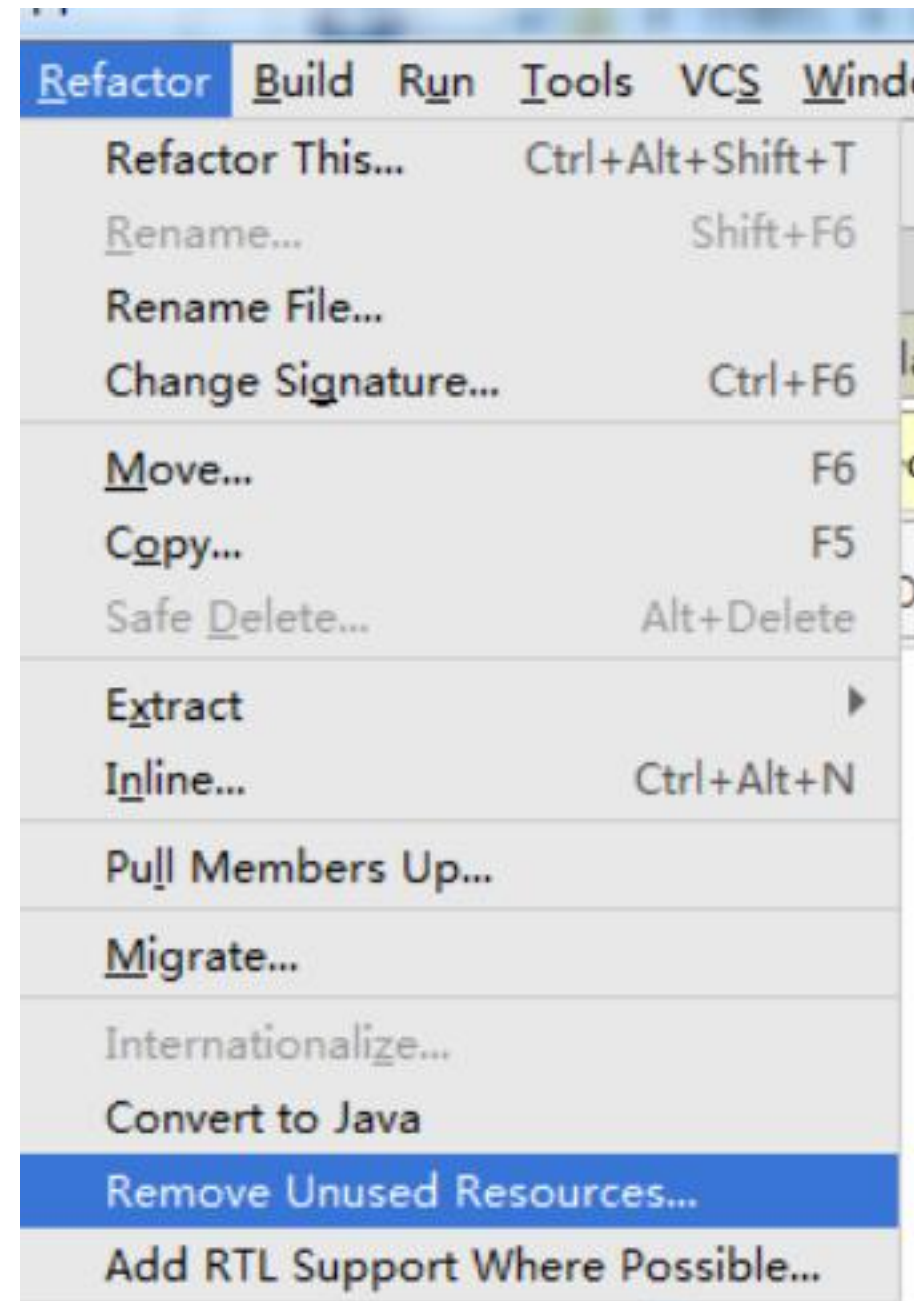 Refactor Build Run Tools VCS
Refactor This... Ctrl+Alt+Shift+T
Rename... Shift+F6
Rename File...
Change Signature... Ctrl+F6
Move... F6
Copy... F5
Safe Delete... Alt+Delete
Extract
Inline... Ctrl+Alt+N
Pull Members Up...
Migrate...
Internationalize...
Convert to Java
Remove Unused Resources...
Add RTL Support Where Possible...